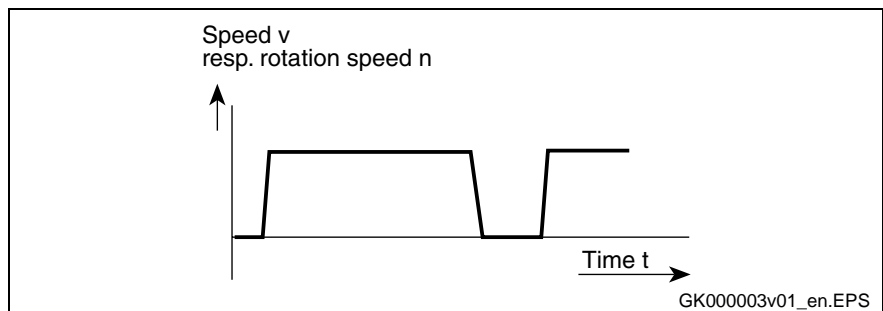 Speed v
resp. rotation speed n
Time t
GK000003v01_en.EPS